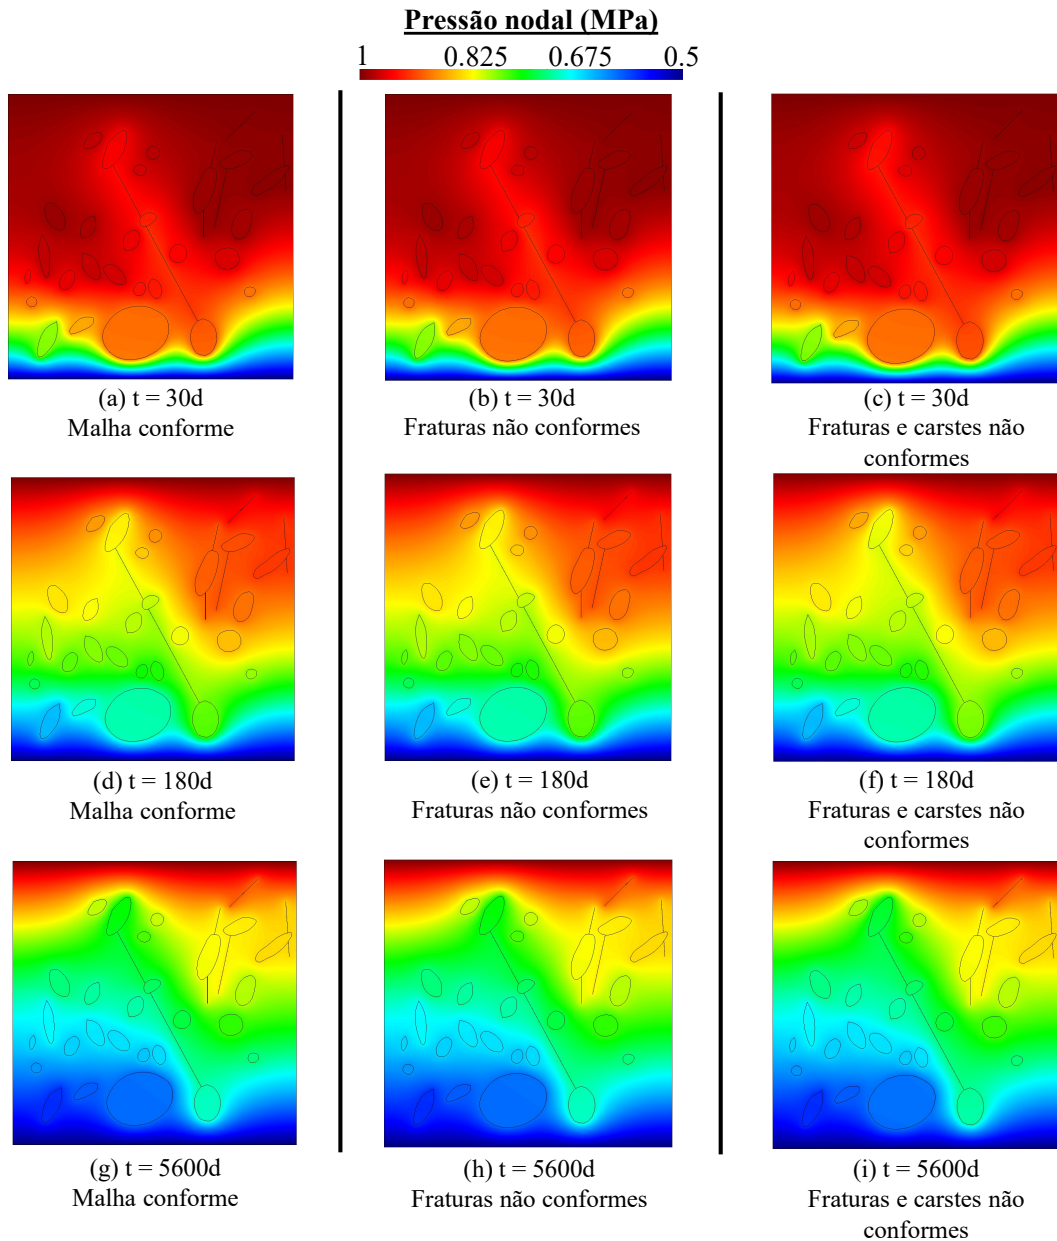 Pressão nodal (MPa)
1 0.825 0.675 0.5
(a) t = 30d
Malha conforme
(b) t = 30d
Fraturas não conformes
(c) t = 30d
Fraturas e carstes não
conformes
(d) t = 180d
Malha conforme
(e) t = 180d
Fraturas não conformes
(f) t = 180d
Fraturas e carstes não
conformes
(g) t = 5600d
Malha conforme
(h) t = 5600d
Fraturas não conformes
(i) t = 5600d
Fraturas e carstes não
conformes